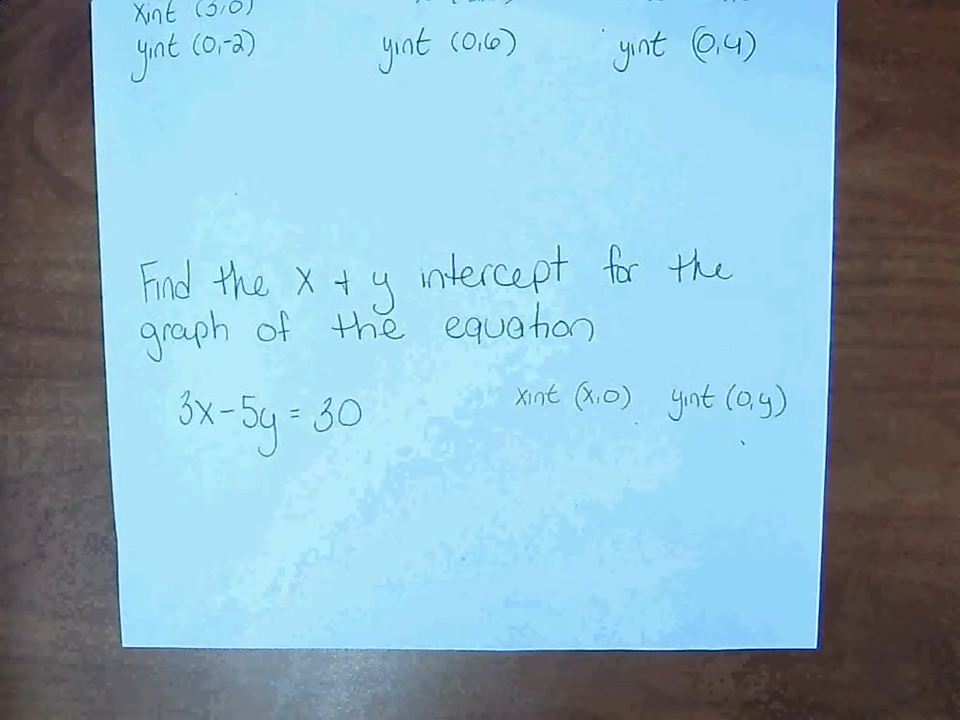 xint (3,0)
yint (0,-2) yint (0,6) yint (0,4)
Find the x + y intercept for the
graph of the equation
3x-5y = 30 xint (x,0) yint (0,y)